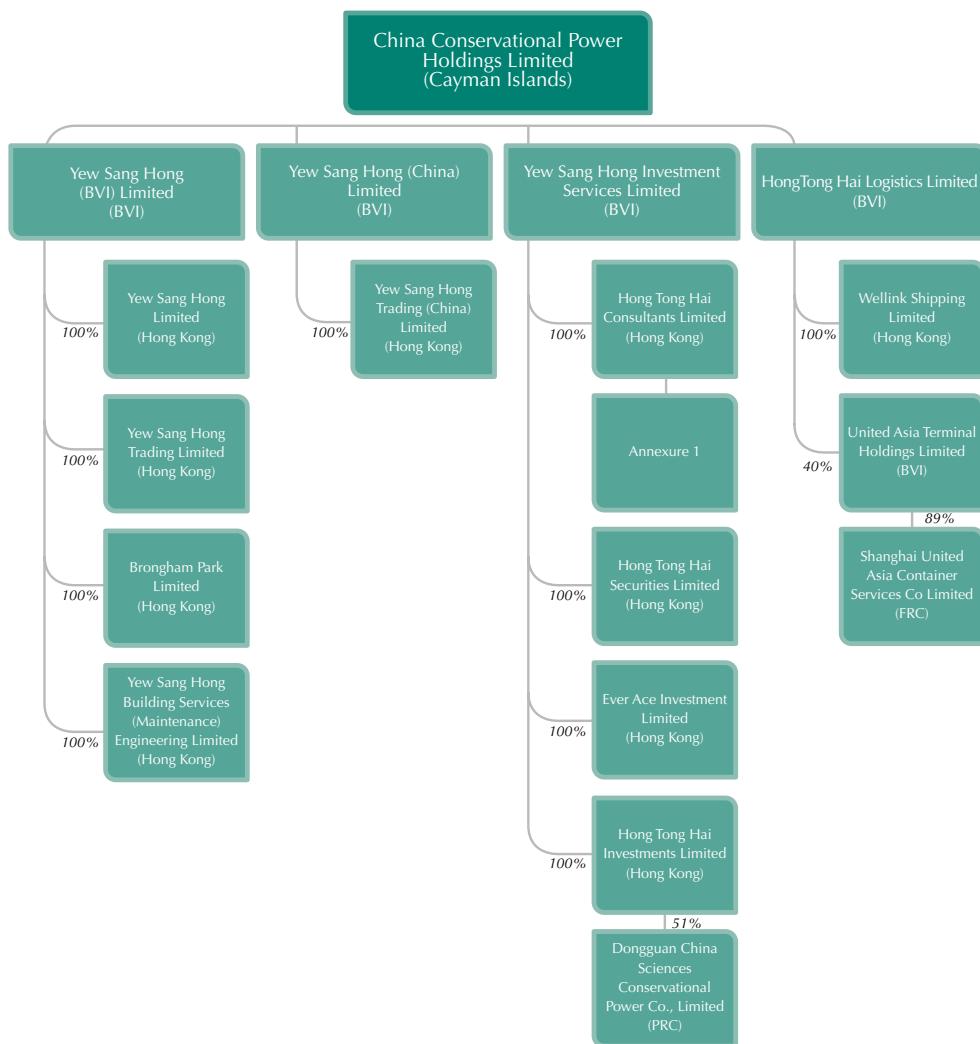 China Conservational Power
Holdings Limited
(Cayman Islands)
Yew Sang Hong
(BVI) Limited
(BVI)
Yew Sang Hong (China)
Limited
(BVI)
Yew Sang Hong Investment
Services Limited
(BVI)
HongTong Hai Logistics Limited
(BVI)
Yew Sang Hong
Limited
(Hong Kong)
100%
Yew Sang Hong
Trading (China)
Limited
(Hong Kong)
100%
Hong Tong Hai
Consultants Limited
(Hong Kong)
100%
Wellink Shipping
Limited
(Hong Kong)
100%
Yew Sang Hong
Trading Limited
(Hong Kong)
100%
Annexure 1
United Asia Terminal
Holdings Limited
(BVI)
40%
89%
Brongham Park
Limited
(Hong Kong)
100%
Hong Tong Hai
Securities Limited
(Hong Kong)
100%
Shanghai United
Asia Container
Services Co Limited
(FRC)
Yew Sang Hong
Building Services
(Maintenance)
Engineering Limited
(Hong Kong)
100%
Ever Ace Investment
Limited
(Hong Kong)
100%
Hong Tong Hai
Investments Limited
(Hong Kong)
100%
51%
Dongguan China
Sciences
Conservational
Power Co., Limited
(PRC)